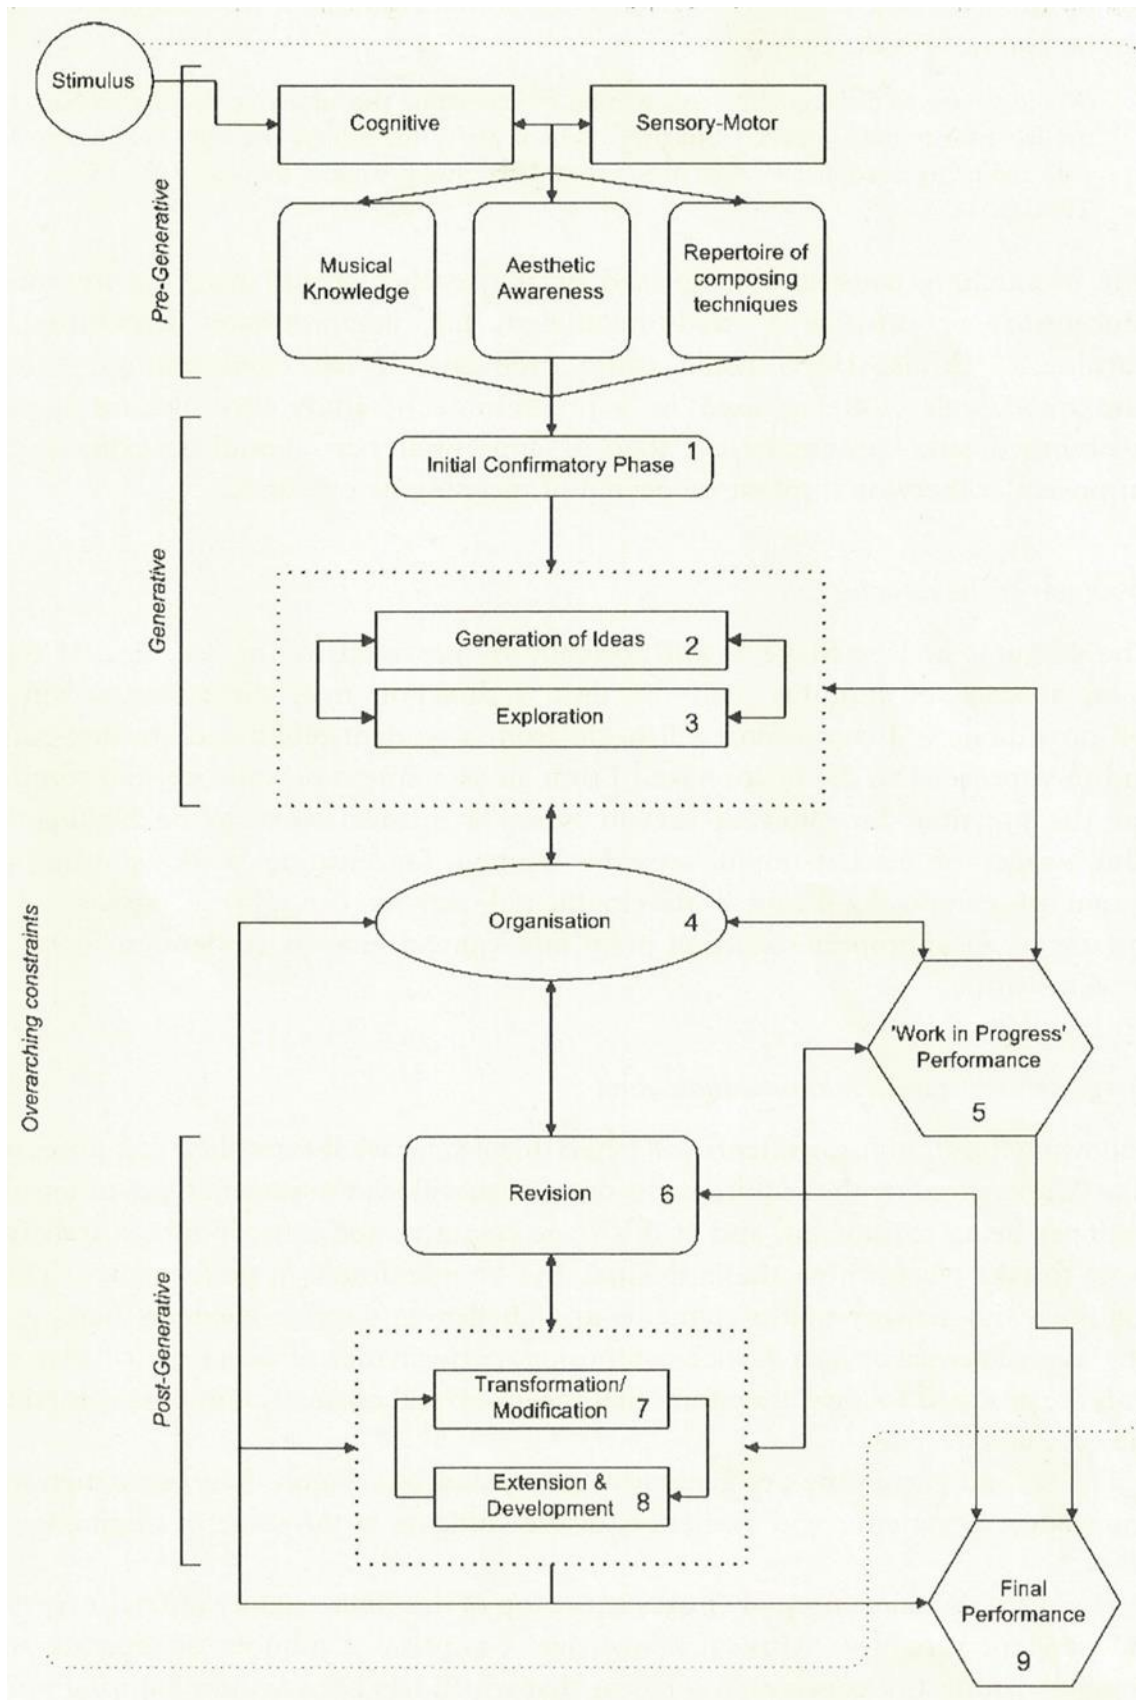 Stimulus
Cognitive
Sensory-Motor
Pre-Generative
Musical
Knowledge
Aesthetic
Awareness
Repertoire of
composing
techniques
Initial Confirmatory Phase 1
Generative
Generation of Ideas 2
Exploration 3
Organisation 4
Overarching constraints
'Work in Progress'
Performance
5
Revision 6
Post-Generative
Transformation/
Modification 7
Extension &
Development 8
Final
Performance
9